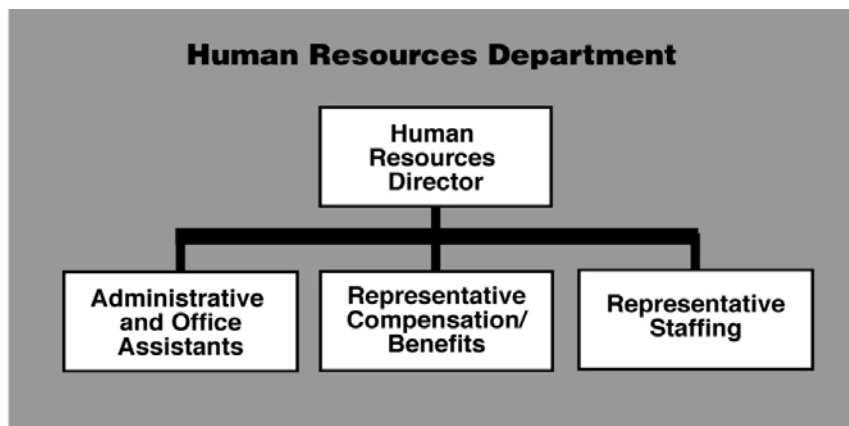 Human Resources Department
Human
Resources
Director
Administrative
and Office
Assistants
Representative
Compensation/
Benefits
Representative
Staffing